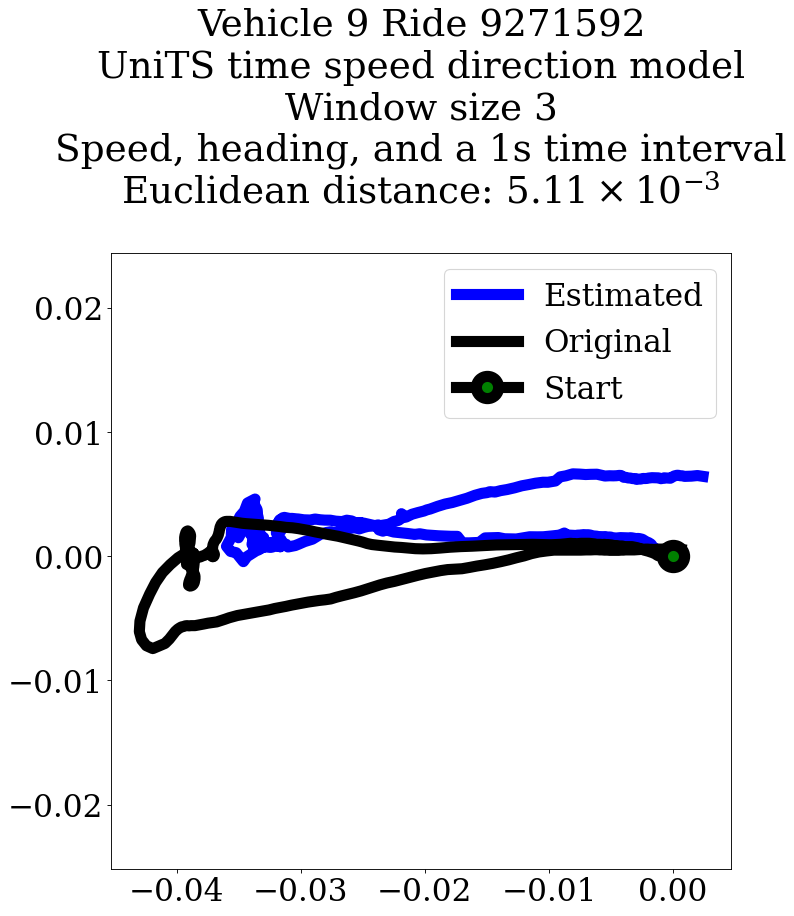 Vehicle 9 Ride 9271592
UniTS time speed direction model
Window size 3
Speed, heading, and a 1s time interval
Euclidean distance: 5.11 × 10⁻³
Estimated
Original
Start
0.02
0.01
0.00
−0.01
−0.02
−0.04 −0.03 −0.02 −0.01 0.00